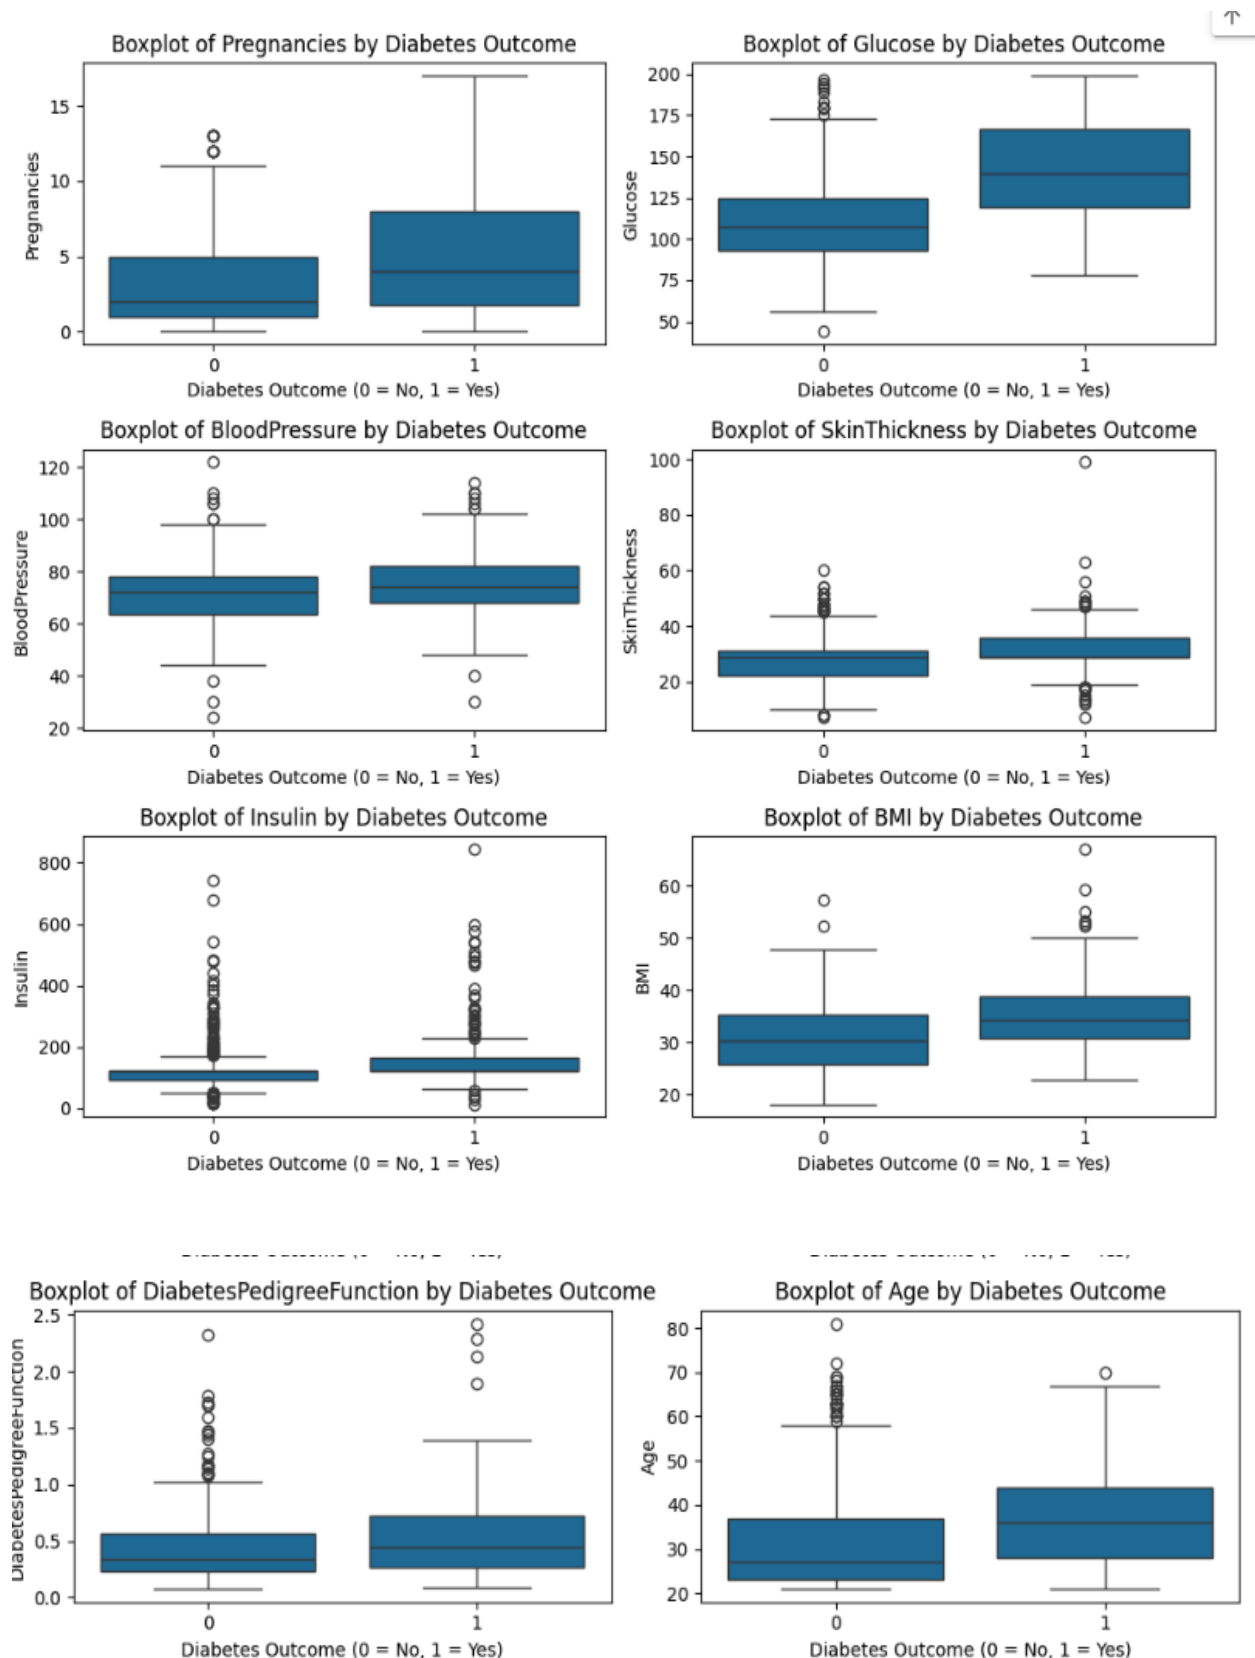 Boxplot of Pregnancies by Diabetes Outcome
Pregnancies
15
10
5
0
0 1
Diabetes Outcome (0 = No, 1 = Yes)
Boxplot of Glucose by Diabetes Outcome
Glucose
200
175
150
125
100
75
50
0 1
Diabetes Outcome (0 = No, 1 = Yes)
Boxplot of BloodPressure by Diabetes Outcome
BloodPressure
120
100
80
60
40
20
0 1
Diabetes Outcome (0 = No, 1 = Yes)
Boxplot of SkinThickness by Diabetes Outcome
SkinThickness
100
80
60
40
20
0 1
Diabetes Outcome (0 = No, 1 = Yes)
Boxplot of Insulin by Diabetes Outcome
Insulin
800
600
400
200
0
0 1
Diabetes Outcome (0 = No, 1 = Yes)
Boxplot of BMI by Diabetes Outcome
BMI
60
50
40
30
20
0 1
Diabetes Outcome (0 = No, 1 = Yes)
Boxplot of DiabetesPedigreeFunction by Diabetes Outcome
DiabetesPedigreeFunction
2.5
2.0
1.5
1.0
0.5
0.0
0 1
Diabetes Outcome (0 = No, 1 = Yes)
Boxplot of Age by Diabetes Outcome
Age
80
70
60
50
40
30
20
0 1
Diabetes Outcome (0 = No, 1 = Yes)